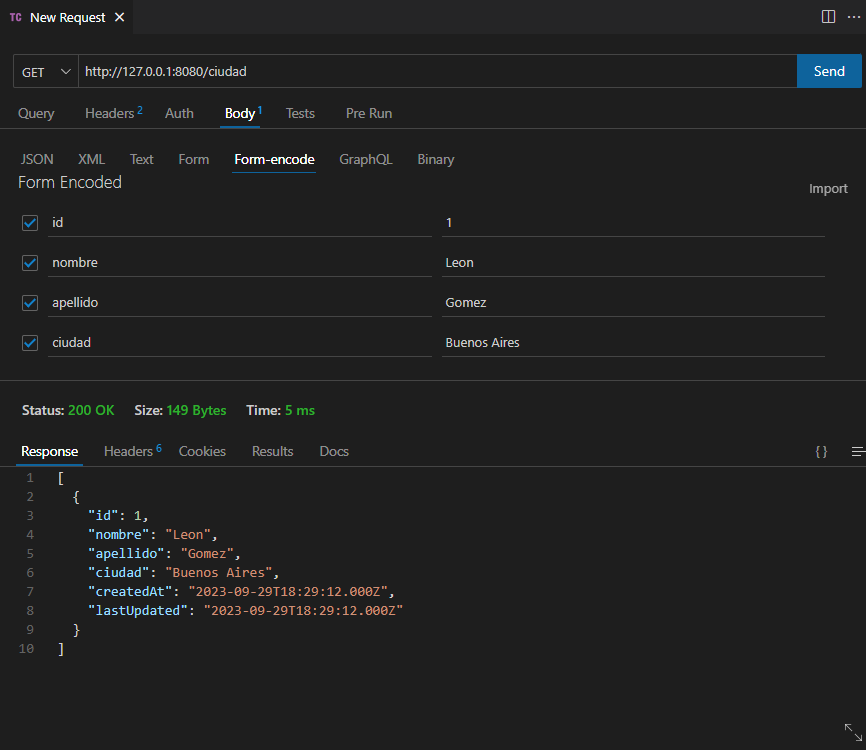 TC New Request
GET http://127.0.0.1:8080/ciudad Send
Query Headers 2 Auth Body 1 Tests Pre Run
JSON XML Text Form Form-encode GraphQL Binary
Form Encoded
Import
id 1
nombre Leon
apellido Gomez
ciudad Buenos Aires
Status: 200 OK Size: 149 Bytes Time: 5 ms
Response Headers 6 Cookies Results Docs { }
1 [
2 {
3 "id": 1,
4 "nombre": "Leon",
5 "apellido": "Gomez",
6 "ciudad": "Buenos Aires",
7 "createdAt": "2023-09-29T18:29:12.000Z",
8 "lastUpdated": "2023-09-29T18:29:12.000Z"
9 }
10 ]